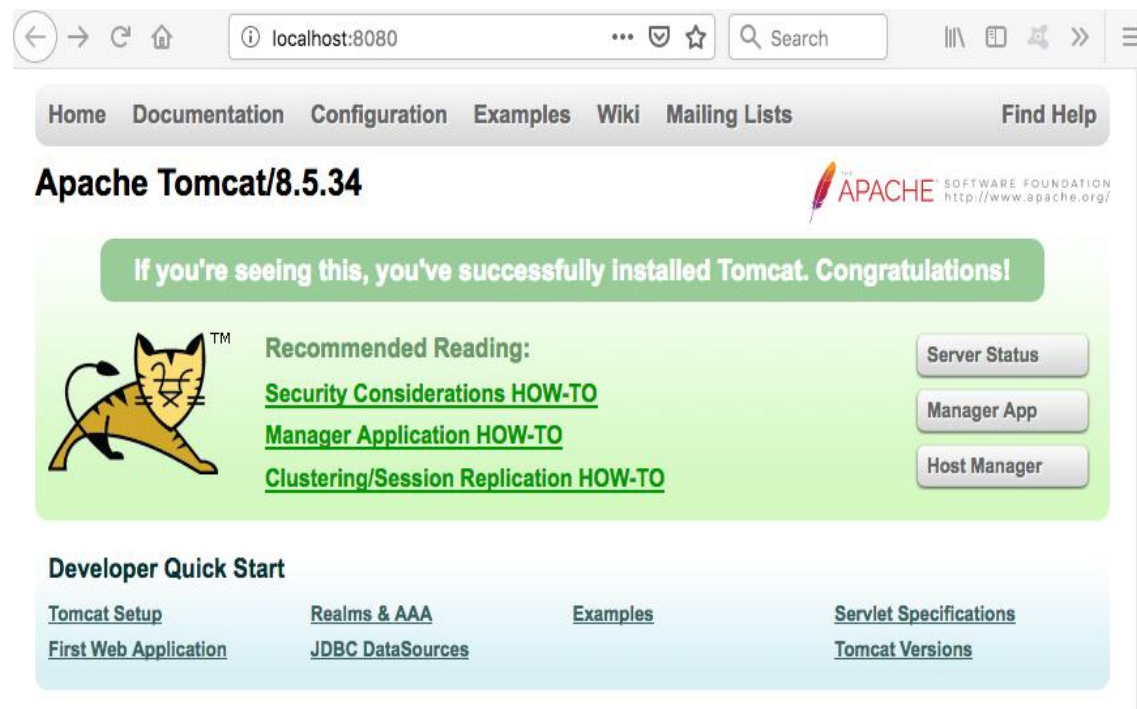 localhost:8080
Search
Home Documentation Configuration Examples Wiki Mailing Lists Find Help
Apache Tomcat/8.5.34
THE
APACHE SOFTWARE FOUNDATION
http://www.apache.org/
If you're seeing this, you've successfully installed Tomcat. Congratulations!
TM
Recommended Reading:
Security Considerations HOW-TO
Manager Application HOW-TO
Clustering/Session Replication HOW-TO
Server Status
Manager App
Host Manager
Developer Quick Start
Tomcat Setup
Realms & AAA
Examples
Servlet Specifications
First Web Application
JDBC DataSources
Tomcat Versions